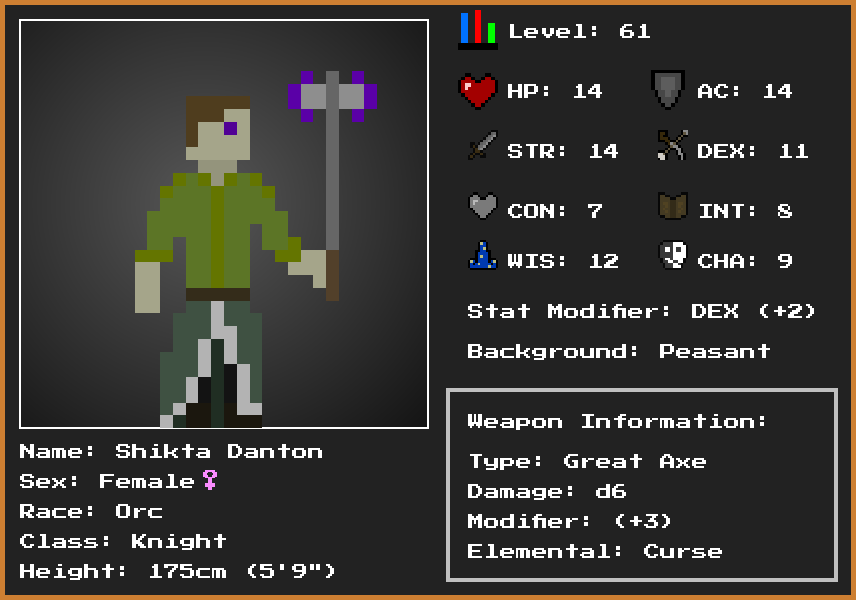 Level: 61
HP: 14
AC: 14
STR: 14
DEX: 11
CON: 7
INT: 8
WIS: 12
CHA: 9
Stat Modifier: DEX (+2)
Background: Peasant
Weapon Information:
Type: Great Axe
Damage: d6
Modifier: (+3)
Elemental: Curse
Name: Shikta Danton
Sex: Female♀
Race: Orc
Class: Knight
Height: 175cm (5'9")